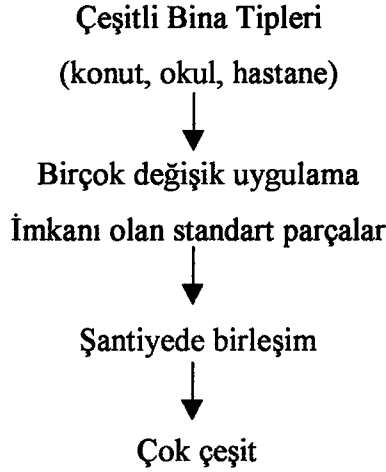 Çeşitli Bina Tipleri
(konut, okul, hastane)
Birçok değişik uygulama
İmkanı olan standart parçalar
Şantiyede birleşim
Çok çeşit